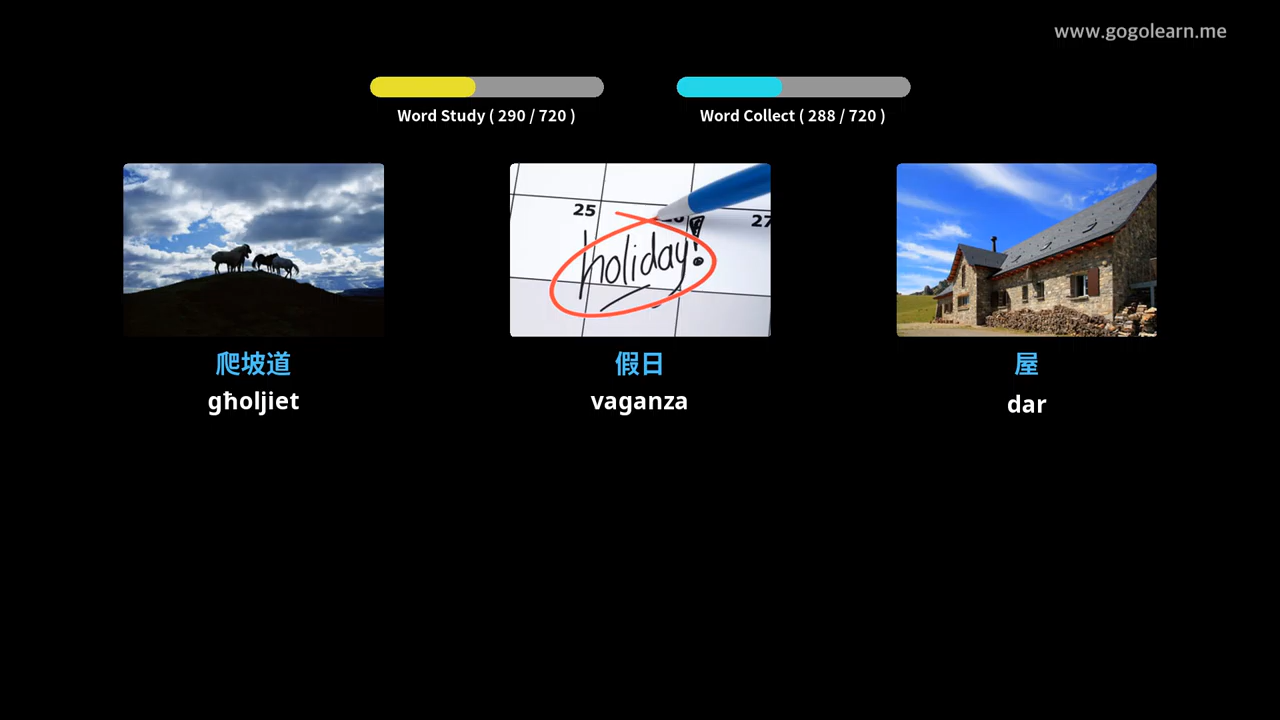 www.gogolearn.me
Word Study ( 290 / 720 )
Word Collect ( 288 / 720 )
25
27
holiday!
爬坡道
假日
屋
għoljiet
vaganza
dar